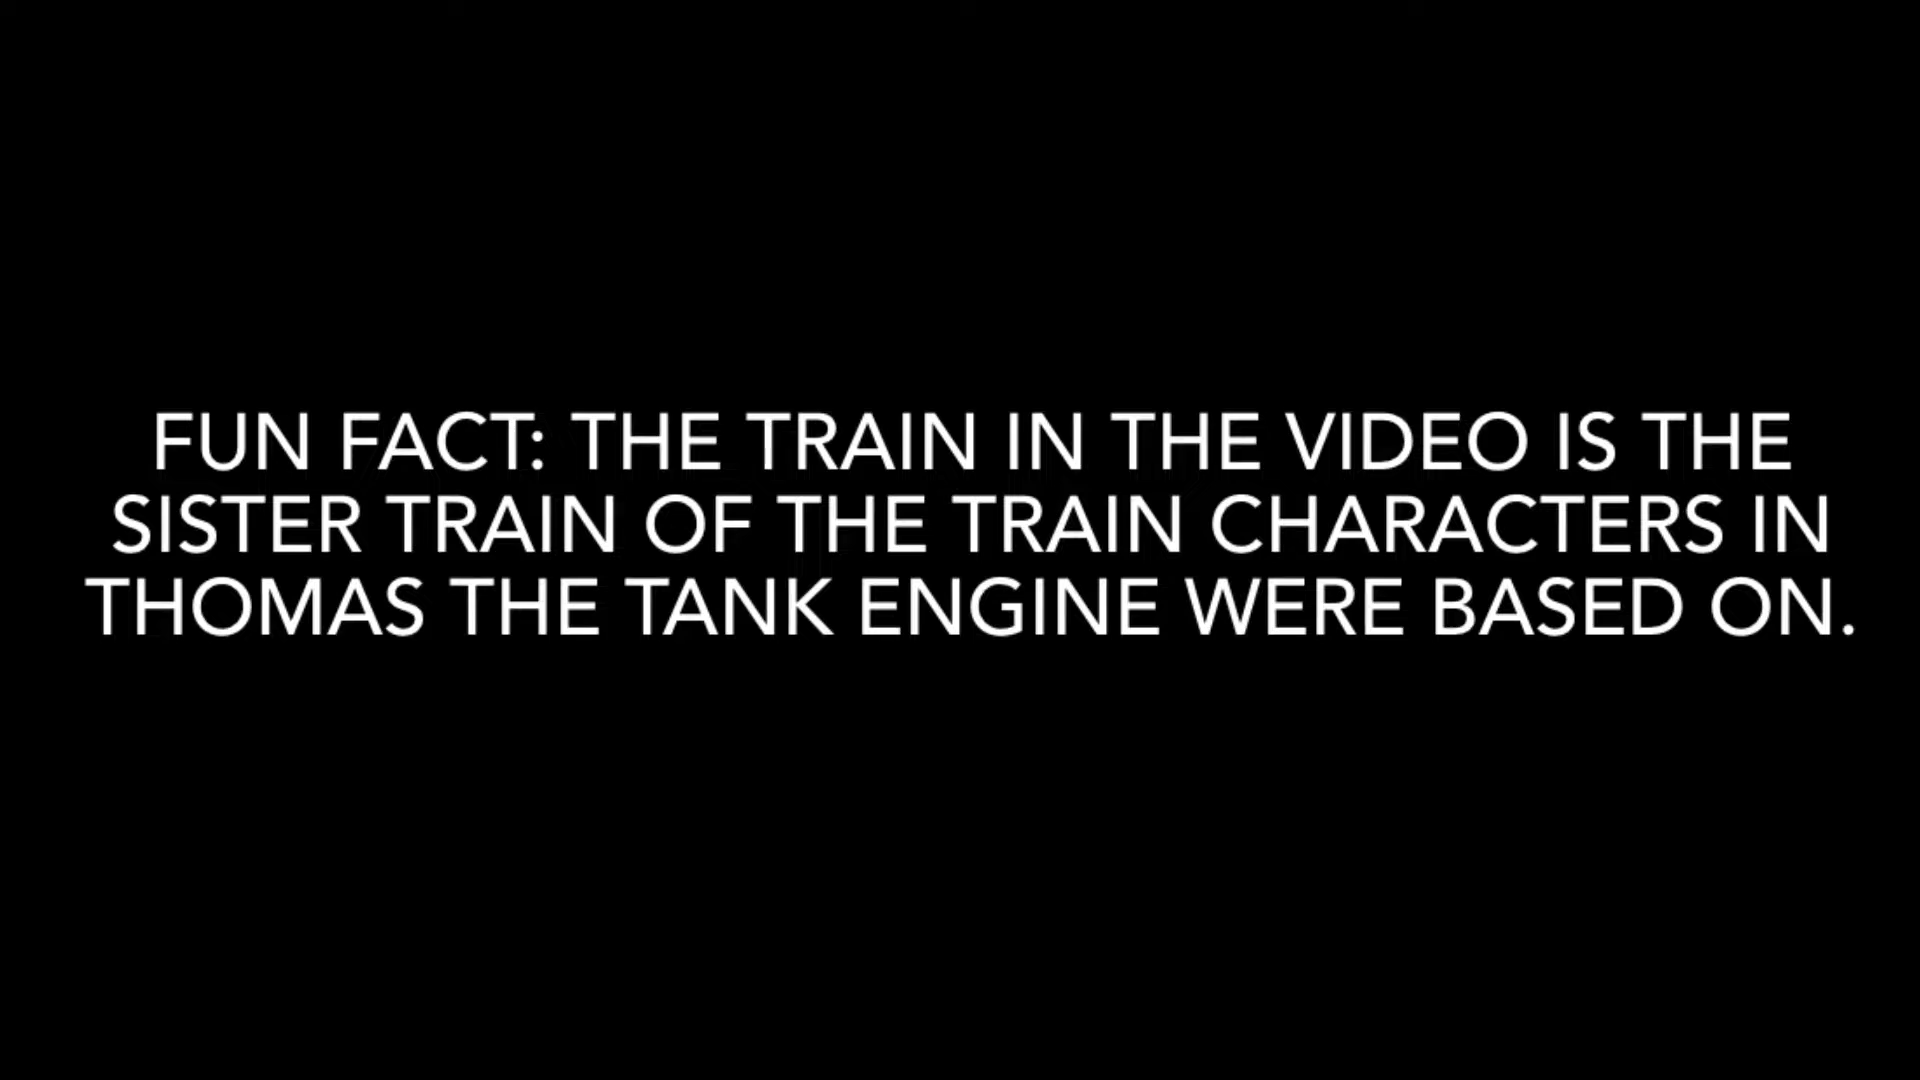 FUN FACT: THE TRAIN IN THE VIDEO IS THE
SISTER TRAIN OF THE TRAIN CHARACTERS IN
THOMAS THE TANK ENGINE WERE BASED ON.